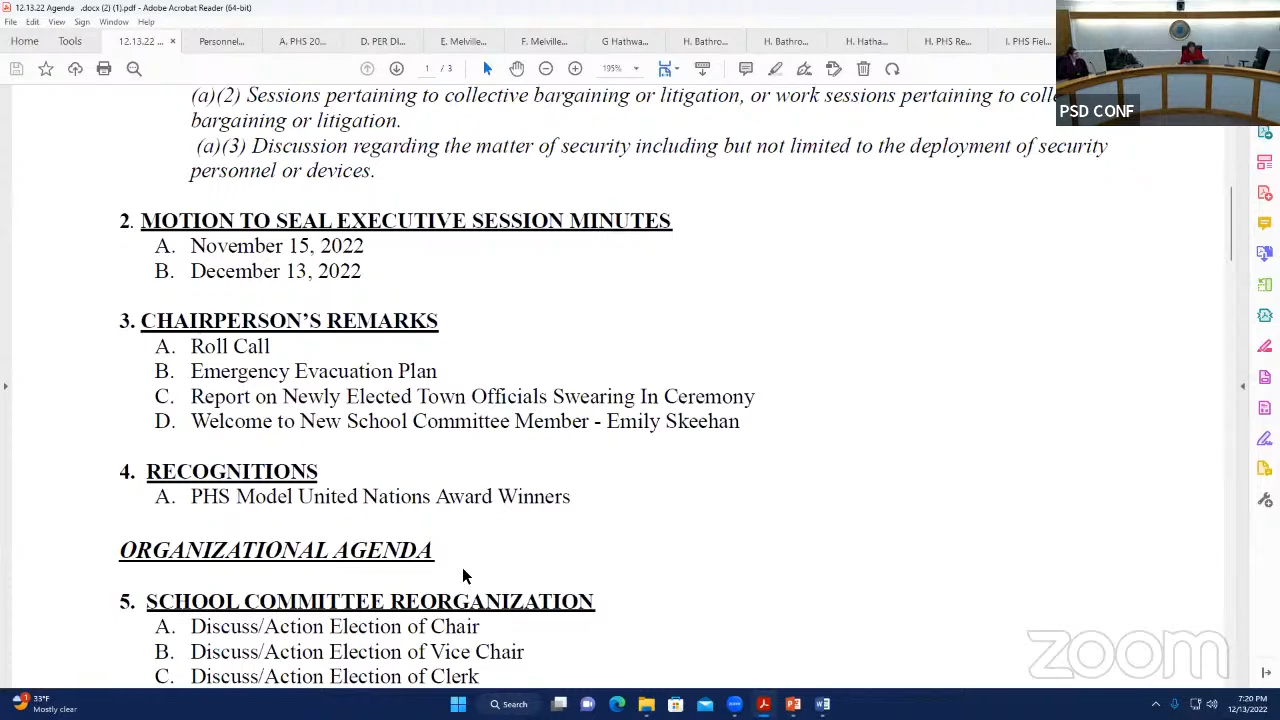 12.13.22 Agenda .docx (2) (1).pdf - Adobe Acrobat Reader (64-bit)
File Edit View Sign Window Help
Home Tools 12.13.22 ... × Personnel... A. PHS 20... D. PER DI... E. Melville... F. Melville... G Hathwa... H. Bathro... H. Bathro... H. Hatha... H. PHS Re... I. PHS Fiel...
/ 3 195%
PSD CONF
(a)(2) Sessions pertaining to collective bargaining or litigation, or work sessions pertaining to colle
bargaining or litigation.
(a)(3) Discussion regarding the matter of security including but not limited to the deployment of security
personnel or devices.
2. MOTION TO SEAL EXECUTIVE SESSION MINUTES
A. November 15, 2022
B. December 13, 2022
3. CHAIRPERSON'S REMARKS
A. Roll Call
B. Emergency Evacuation Plan
C. Report on Newly Elected Town Officials Swearing In Ceremony
D. Welcome to New School Committee Member - Emily Skeehan
4. RECOGNITIONS
A. PHS Model United Nations Award Winners
ORGANIZATIONAL AGENDA
5. SCHOOL COMMITTEE REORGANIZATION
A. Discuss/Action Election of Chair
B. Discuss/Action Election of Vice Chair
C. Discuss/Action Election of Clerk
zoom
33°F
Mostly clear
Search
7:20 PM
12/13/2022